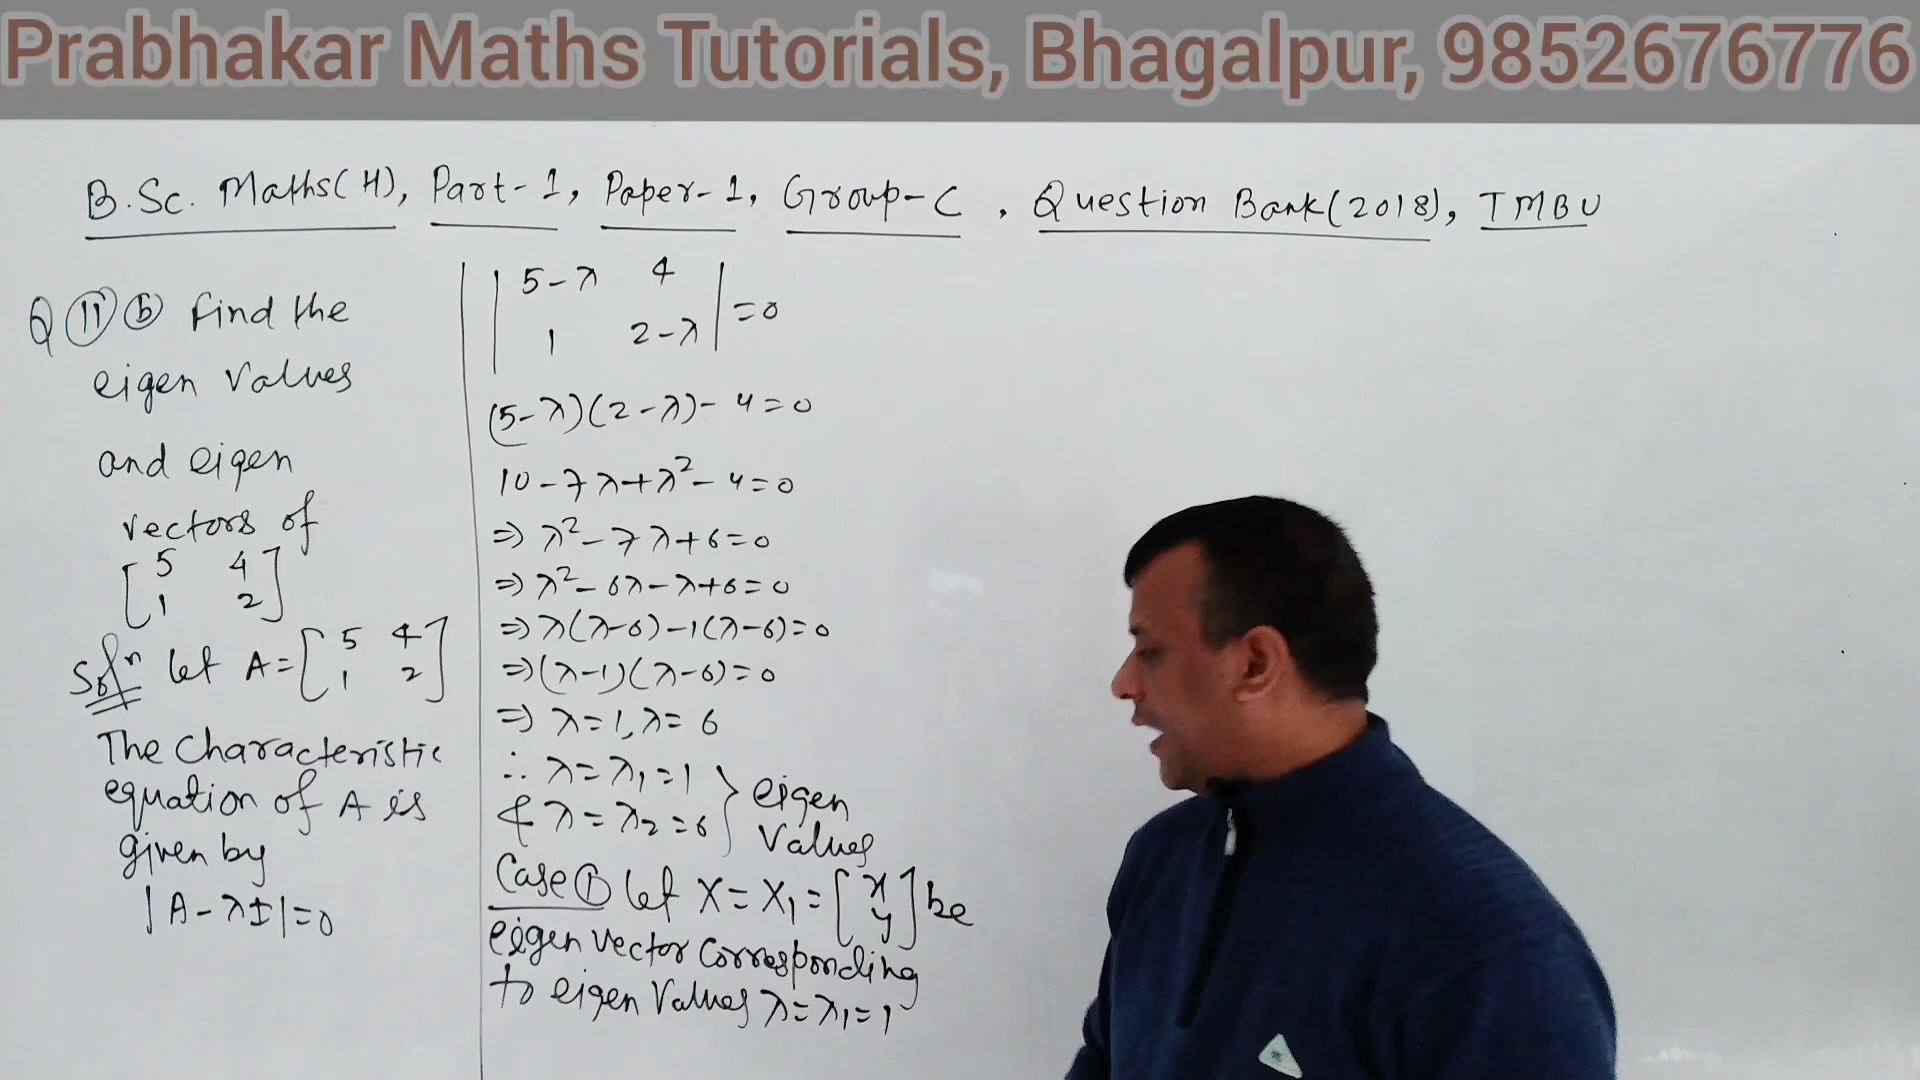 Prabhakar Maths Tutorials, Bhagalpur, 9852676776
B.Sc. Maths(H), Part-1, Paper-1, Group-C, Question Bank(2018), TMBU
Q 11 b Find the
eigen values
and eigen
vectors of
[5 4
1 2]
Solⁿ let A=[5 4
1 2]
The Characteristic
equation of A is
given by
|A-λI|=0
|5-λ 4
1 2-λ|=0
(5-λ)(2-λ)-4=0
10-7λ+λ²-4=0
⇒ λ²-7λ+6=0
⇒ λ²-6λ-λ+6=0
⇒ λ(λ-6)-1(λ-6)=0
⇒ (λ-1)(λ-6)=0
⇒ λ=1, λ=6
∴ λ=λ₁=1
& λ=λ₂=6 } eigen
values
Case ① let X=X₁=[x
y] be
eigen vector corresponding
to eigen values λ=λ₁=1